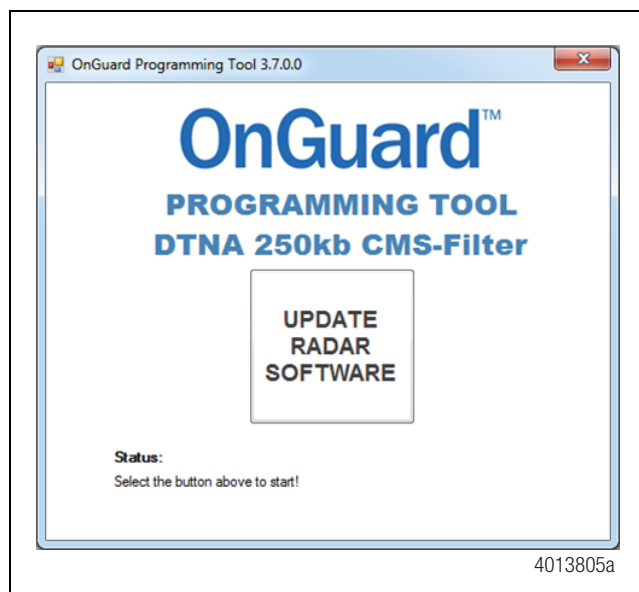 OnGuard Programming Tool 3.7.0.0
OnGuard™
PROGRAMMING TOOL
DTNA 250kb CMS-Filter
UPDATE
RADAR
SOFTWARE
Status:
Select the button above to start!
4013805a